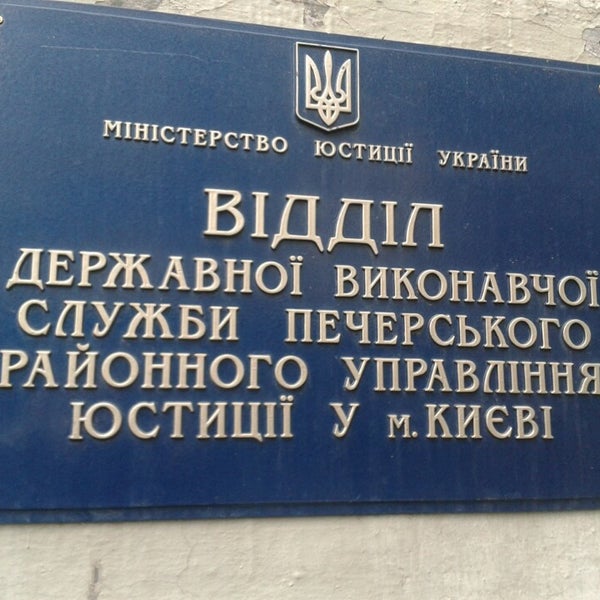 МІНІСТЕРСТВО ЮСТИЦІЇ УКРАЇНИ
ВІДДІЛ
ДЕРЖАВНОЇ ВИКОНАВЧОЇ
СЛУЖБИ ПЕЧЕРСЬКОГО
РАЙОННОГО УПРАВЛІННЯ
ЮСТИЦІЇ У м. КИЄВІ